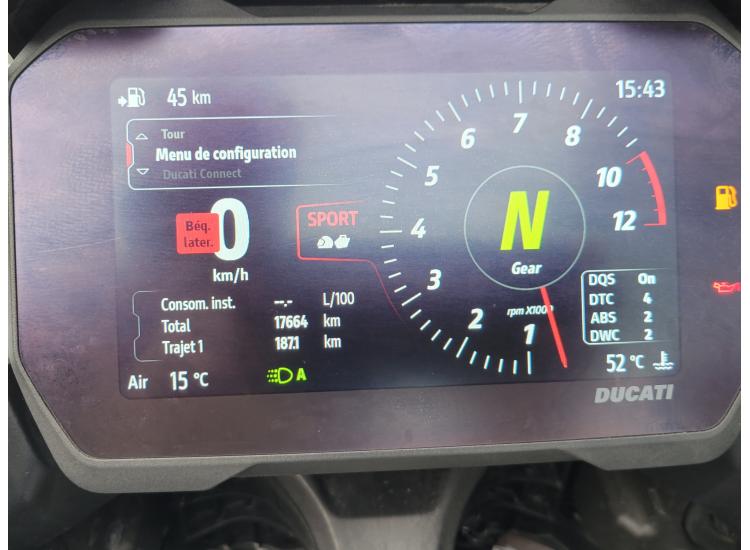 45 km
15:43
Tour
Menu de configuration
Ducati Connect
Béq.
later.
0
km/h
SPORT
1
2
3
4
5
6
7
8
10
12
N
Gear
rpm X1000
DQS On
DTC 4
ABS 2
DWC 2
Consom. inst. --.- L/100
Total 17664 km
Trajet 1 187.1 km
Air 15 °C
A
52 °C
DUCATI